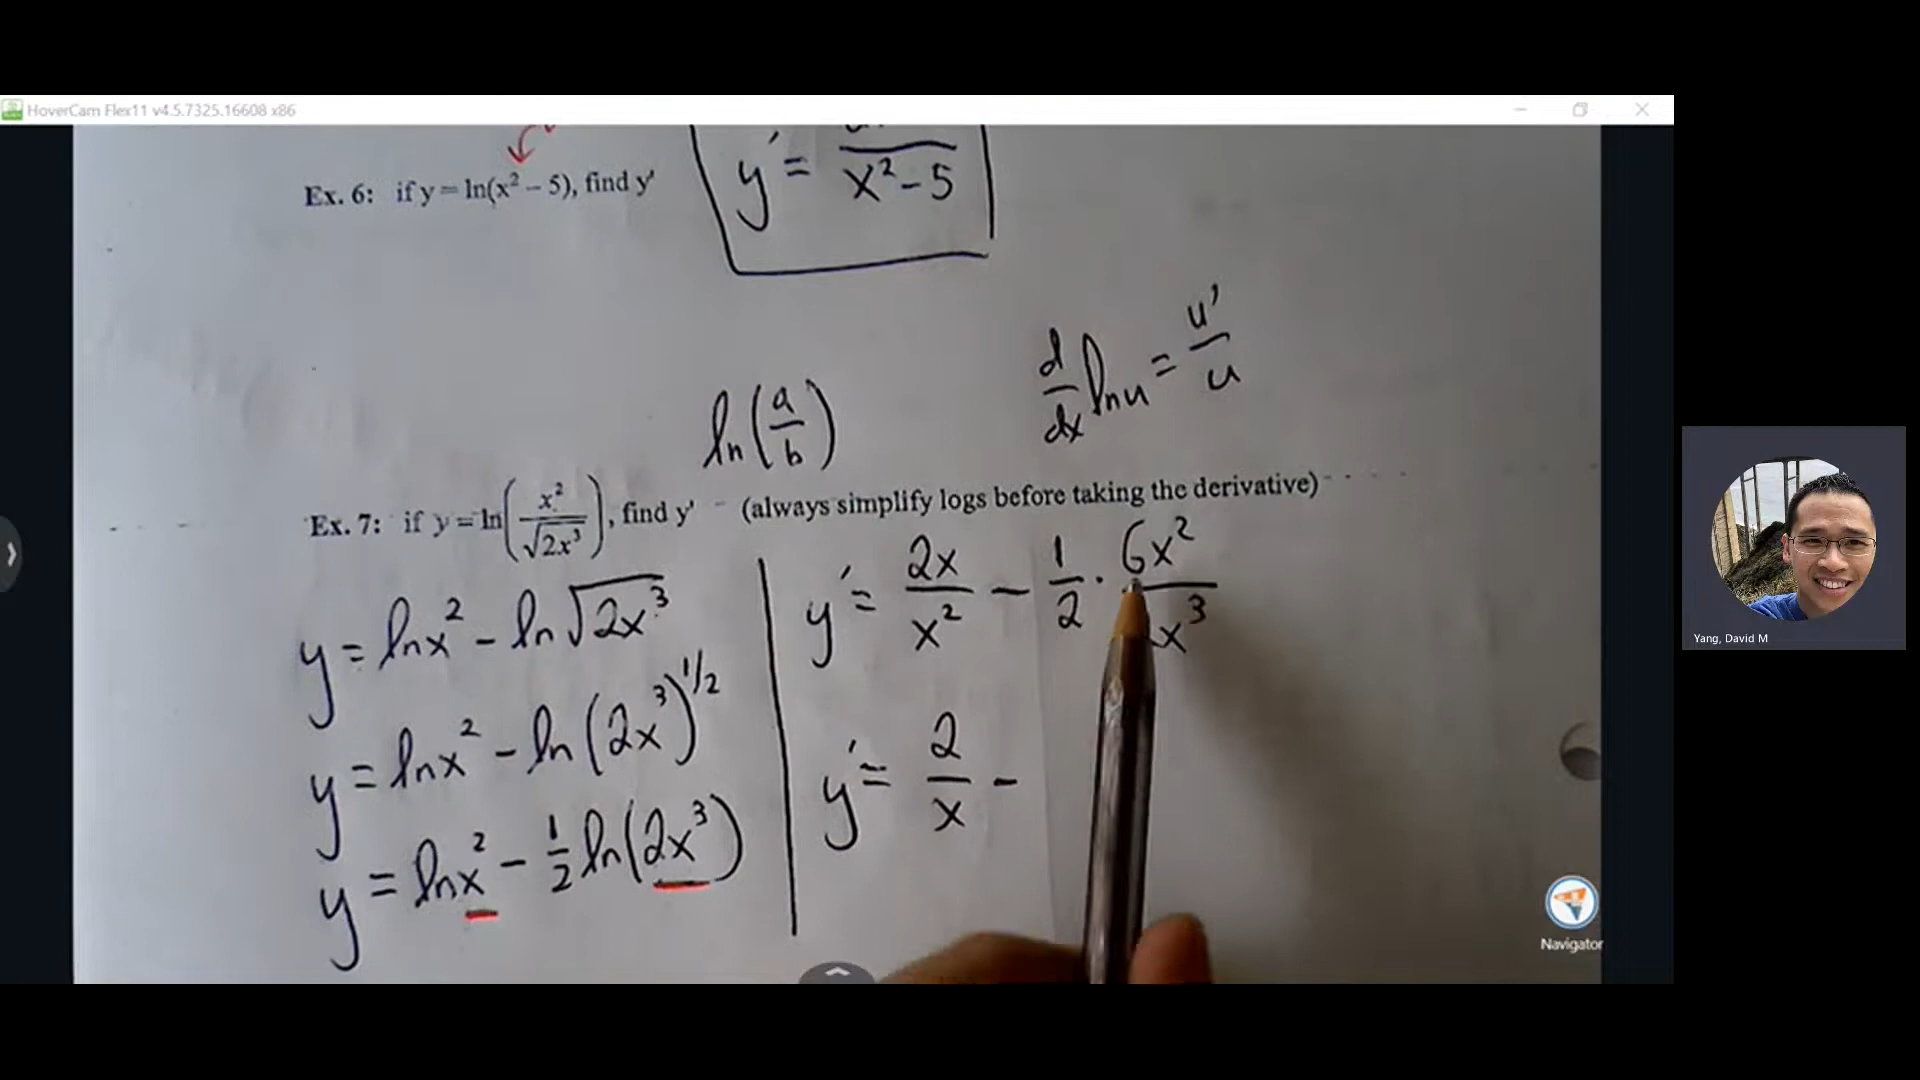 HoverCam Flex11 v4.5.7325.16608 x86
y' = / x² - 5
Ex. 6: if y = ln(x² - 5), find y'
d/dx ln u = u'/u
ln(a/b)
Ex. 7: if y = ln(x²/√2x³), find y' (always simplify logs before taking the derivative)
y = ln x² - ln √2x³
y = ln x² - ln (2x³)^1/2
y = ln x² - 1/2 ln(2x³)
y' = 2x/x² - 1/2 · 6x²/x³
y' = 2/x -
Navigator
Yang, David M